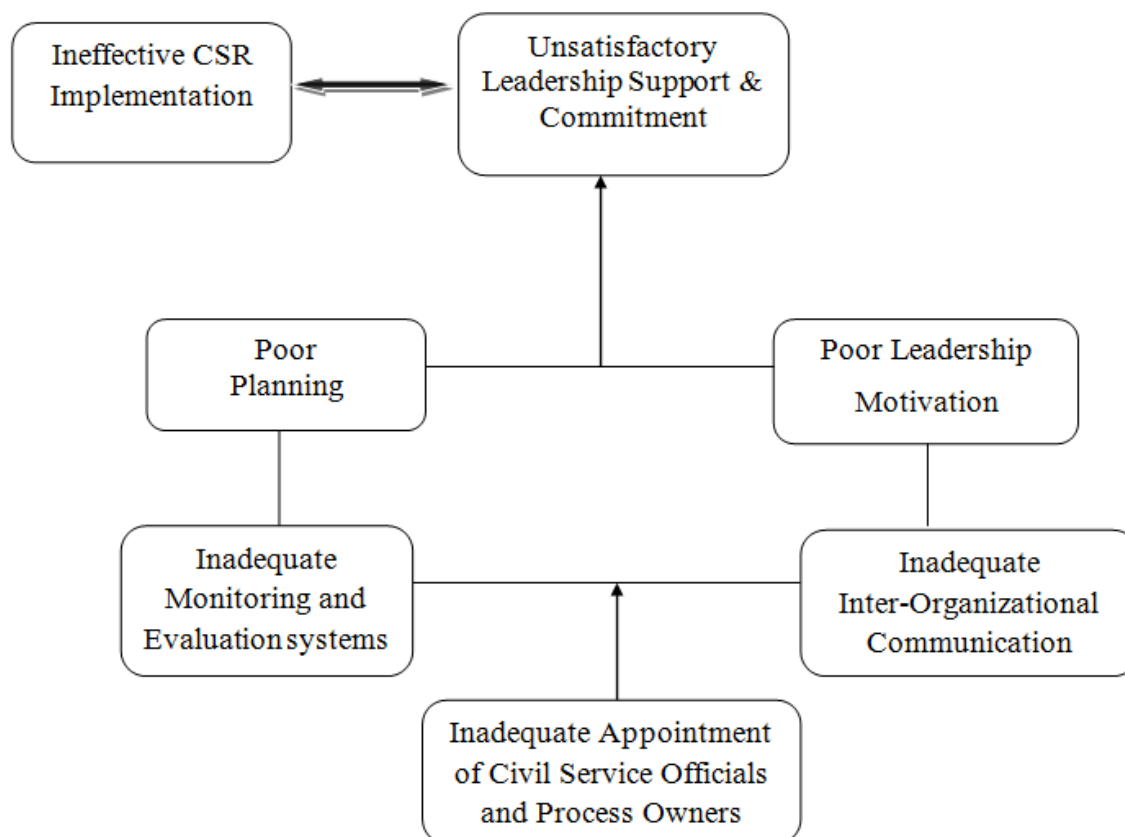 Ineffective CSR
Implementation
Unsatisfactory
Leadership Support &
Commitment
Poor
Planning
Poor Leadership
Motivation
Inadequate
Monitoring and
Evaluation systems
Inadequate
Inter-Organizational
Communication
Inadequate Appointment
of Civil Service Officials
and Process Owners